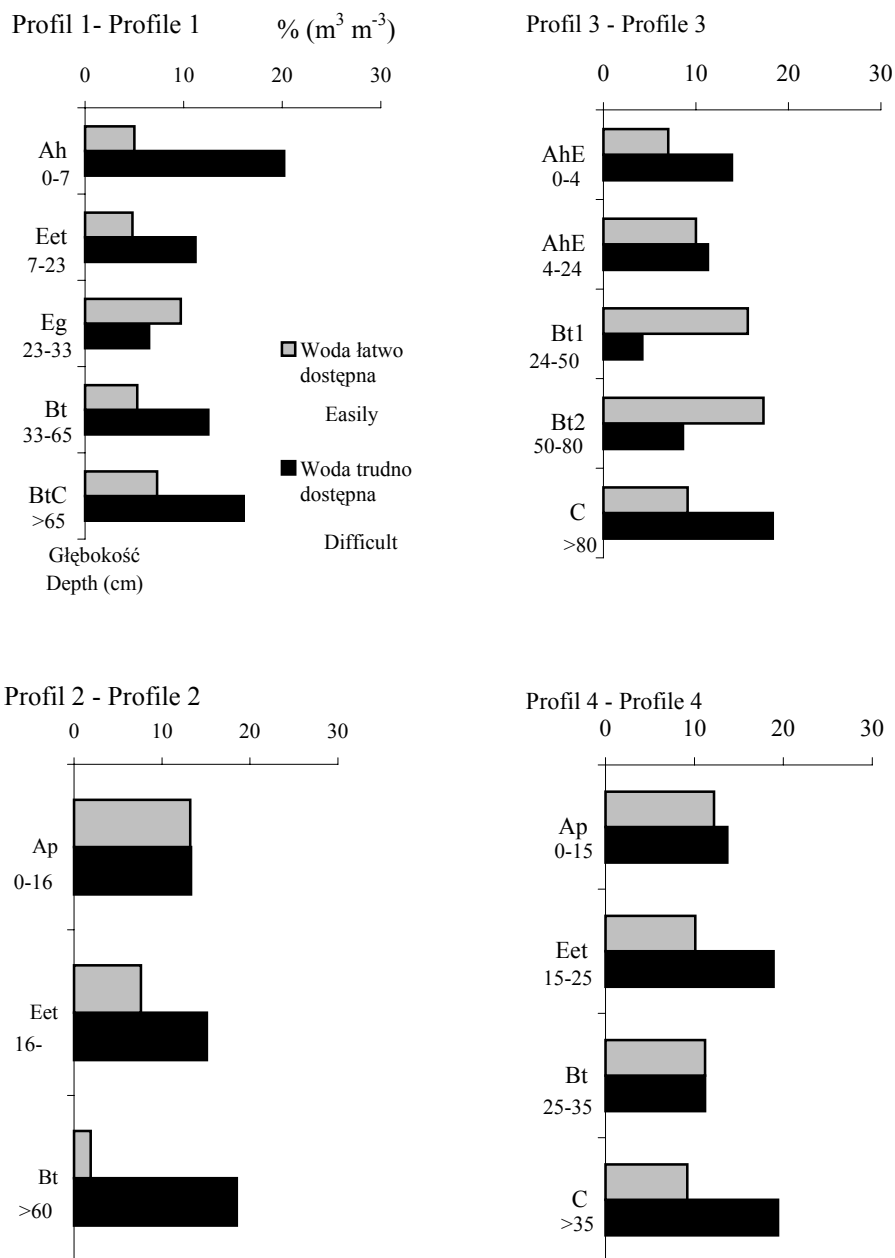 Profil 1- Profile 1 % (m³ m⁻³)
0 10 20 30
Ah
0-7
Eet
7-23
Eg
23-33
Bt
33-65
BtC
>65
Głębokość
Depth (cm)
Woda łatwo
dostępna
Easily
Woda trudno
dostępna
Difficult
Profil 3 - Profile 3
0 10 20 30
AhE
0-4
AhE
4-24
Bt1
24-50
Bt2
50-80
C
>80
Profil 2 - Profile 2
0 10 20 30
Ap
0-16
Eet
16-
Bt
>60
Profil 4 - Profile 4
0 10 20 30
Ap
0-15
Eet
15-25
Bt
25-35
C
>35